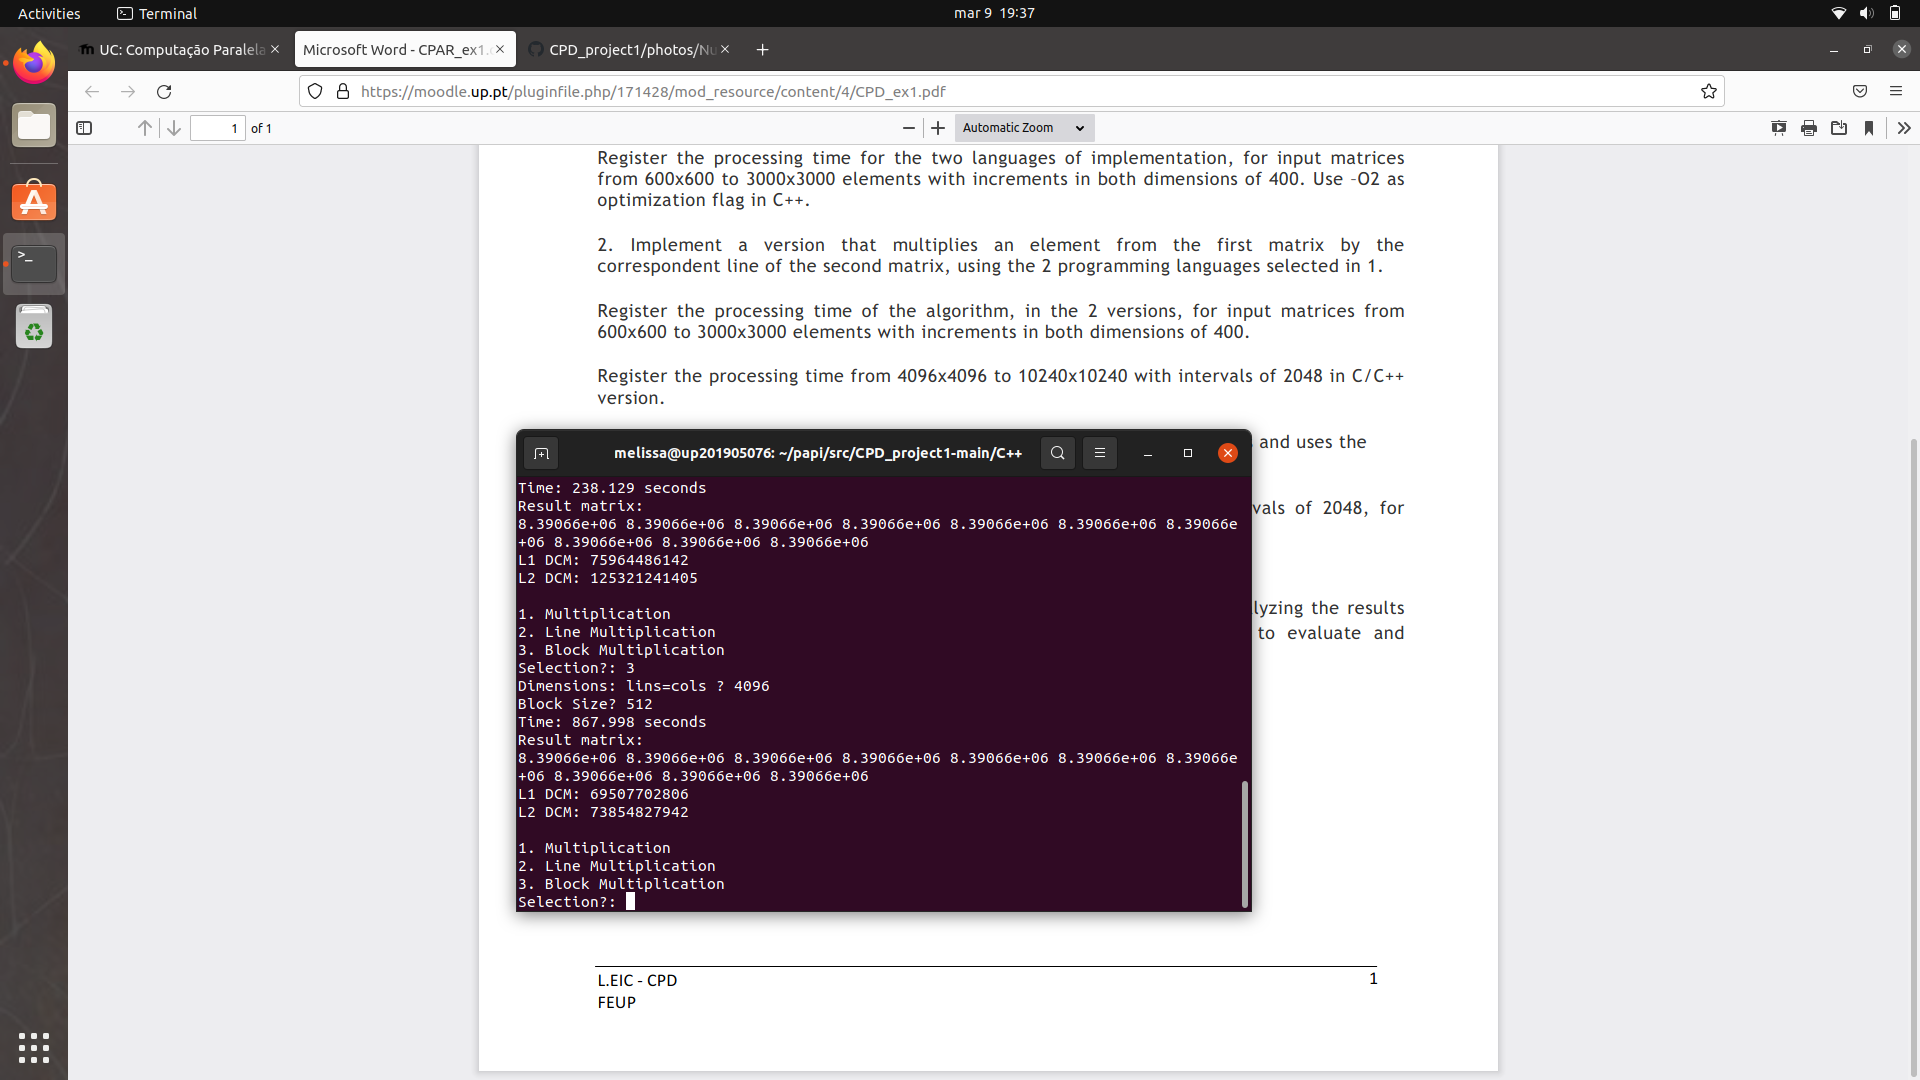 Activities
Terminal
mar 9 19:37
UC: Computação Paralela
Microsoft Word - CPAR_ex1.
CPD_project1/photos/Nu
https://moodle.up.pt/pluginfile.php/171428/mod_resource/content/4/CPD_ex1.pdf
1 of 1
Automatic Zoom
Register the processing time for the two languages of implementation, for input matrices
from 600x600 to 3000x3000 elements with increments in both dimensions of 400. Use -O2 as
optimization flag in C++.
2. Implement a version that multiplies an element from the first matrix by the
correspondent line of the second matrix, using the 2 programming languages selected in 1.
Register the processing time of the algorithm, in the 2 versions, for input matrices from
600x600 to 3000x3000 elements with increments in both dimensions of 400.
Register the processing time from 4096x4096 to 10240x10240 with intervals of 2048 in C/C++
version.
and uses the
vals of 2048, for
lyzing the results
to evaluate and
melissa@up201905076: ~/papi/src/CPD_project1-main/C++
Time: 238.129 seconds
Result matrix:
8.39066e+06 8.39066e+06 8.39066e+06 8.39066e+06 8.39066e+06 8.39066e+06 8.39066e
+06 8.39066e+06 8.39066e+06 8.39066e+06
L1 DCM: 75964486142
L2 DCM: 125321241405
1. Multiplication
2. Line Multiplication
3. Block Multiplication
Selection?: 3
Dimensions: lins=cols ? 4096
Block Size? 512
Time: 867.998 seconds
Result matrix:
8.39066e+06 8.39066e+06 8.39066e+06 8.39066e+06 8.39066e+06 8.39066e+06 8.39066e
+06 8.39066e+06 8.39066e+06 8.39066e+06
L1 DCM: 69507702806
L2 DCM: 73854827942
1. Multiplication
2. Line Multiplication
3. Block Multiplication
Selection?:
L.EIC - CPD
1
FEUP